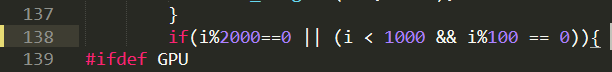 137 }
138 if(i%2000==0 || (i < 1000 && i%100 == 0)){
139 #ifdef GPU